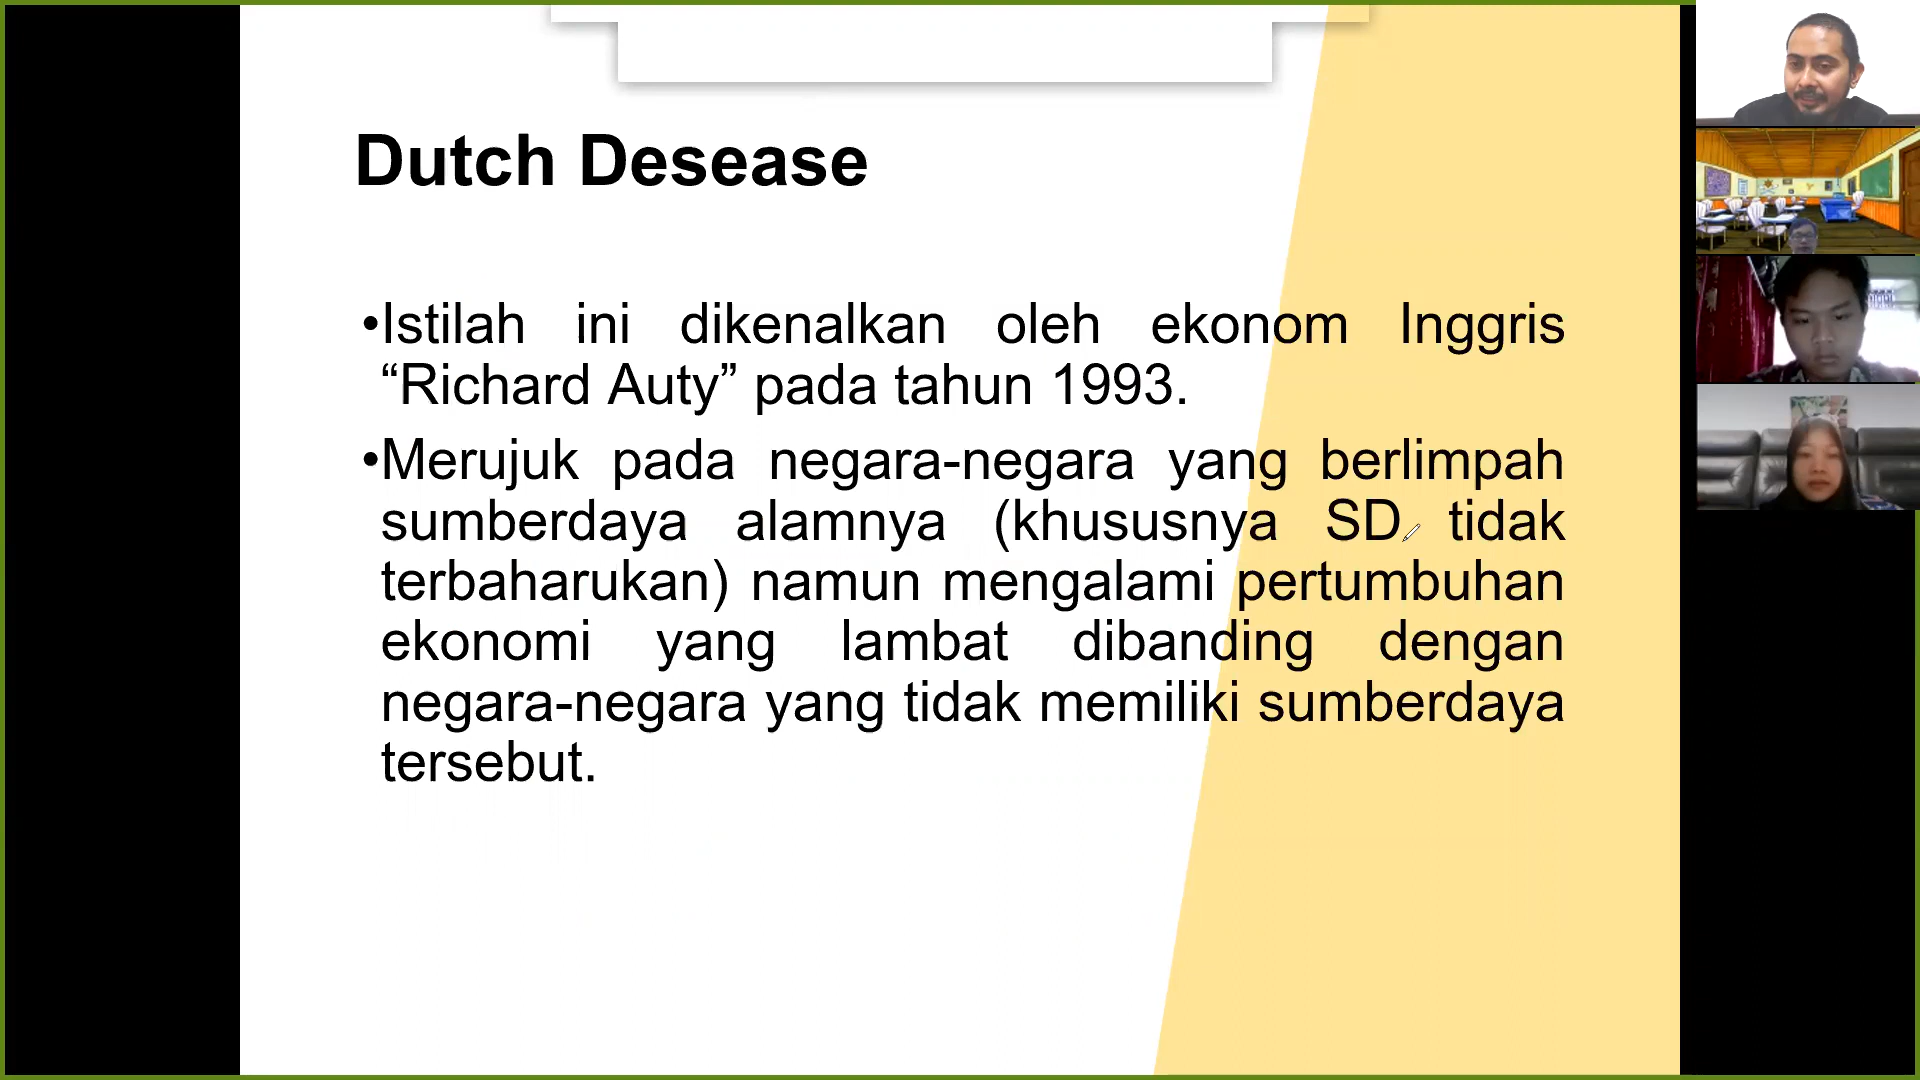 Dutch Desease
•Istilah ini dikenalkan oleh ekonom Inggris
“Richard Auty” pada tahun 1993.
•Merujuk pada negara-negara yang berlimpah
sumberdaya alamnya (khususnya SD, tidak
terbaharukan) namun mengalami pertumbuhan
ekonomi yang lambat dibanding dengan
negara-negara yang tidak memiliki sumberdaya
tersebut.